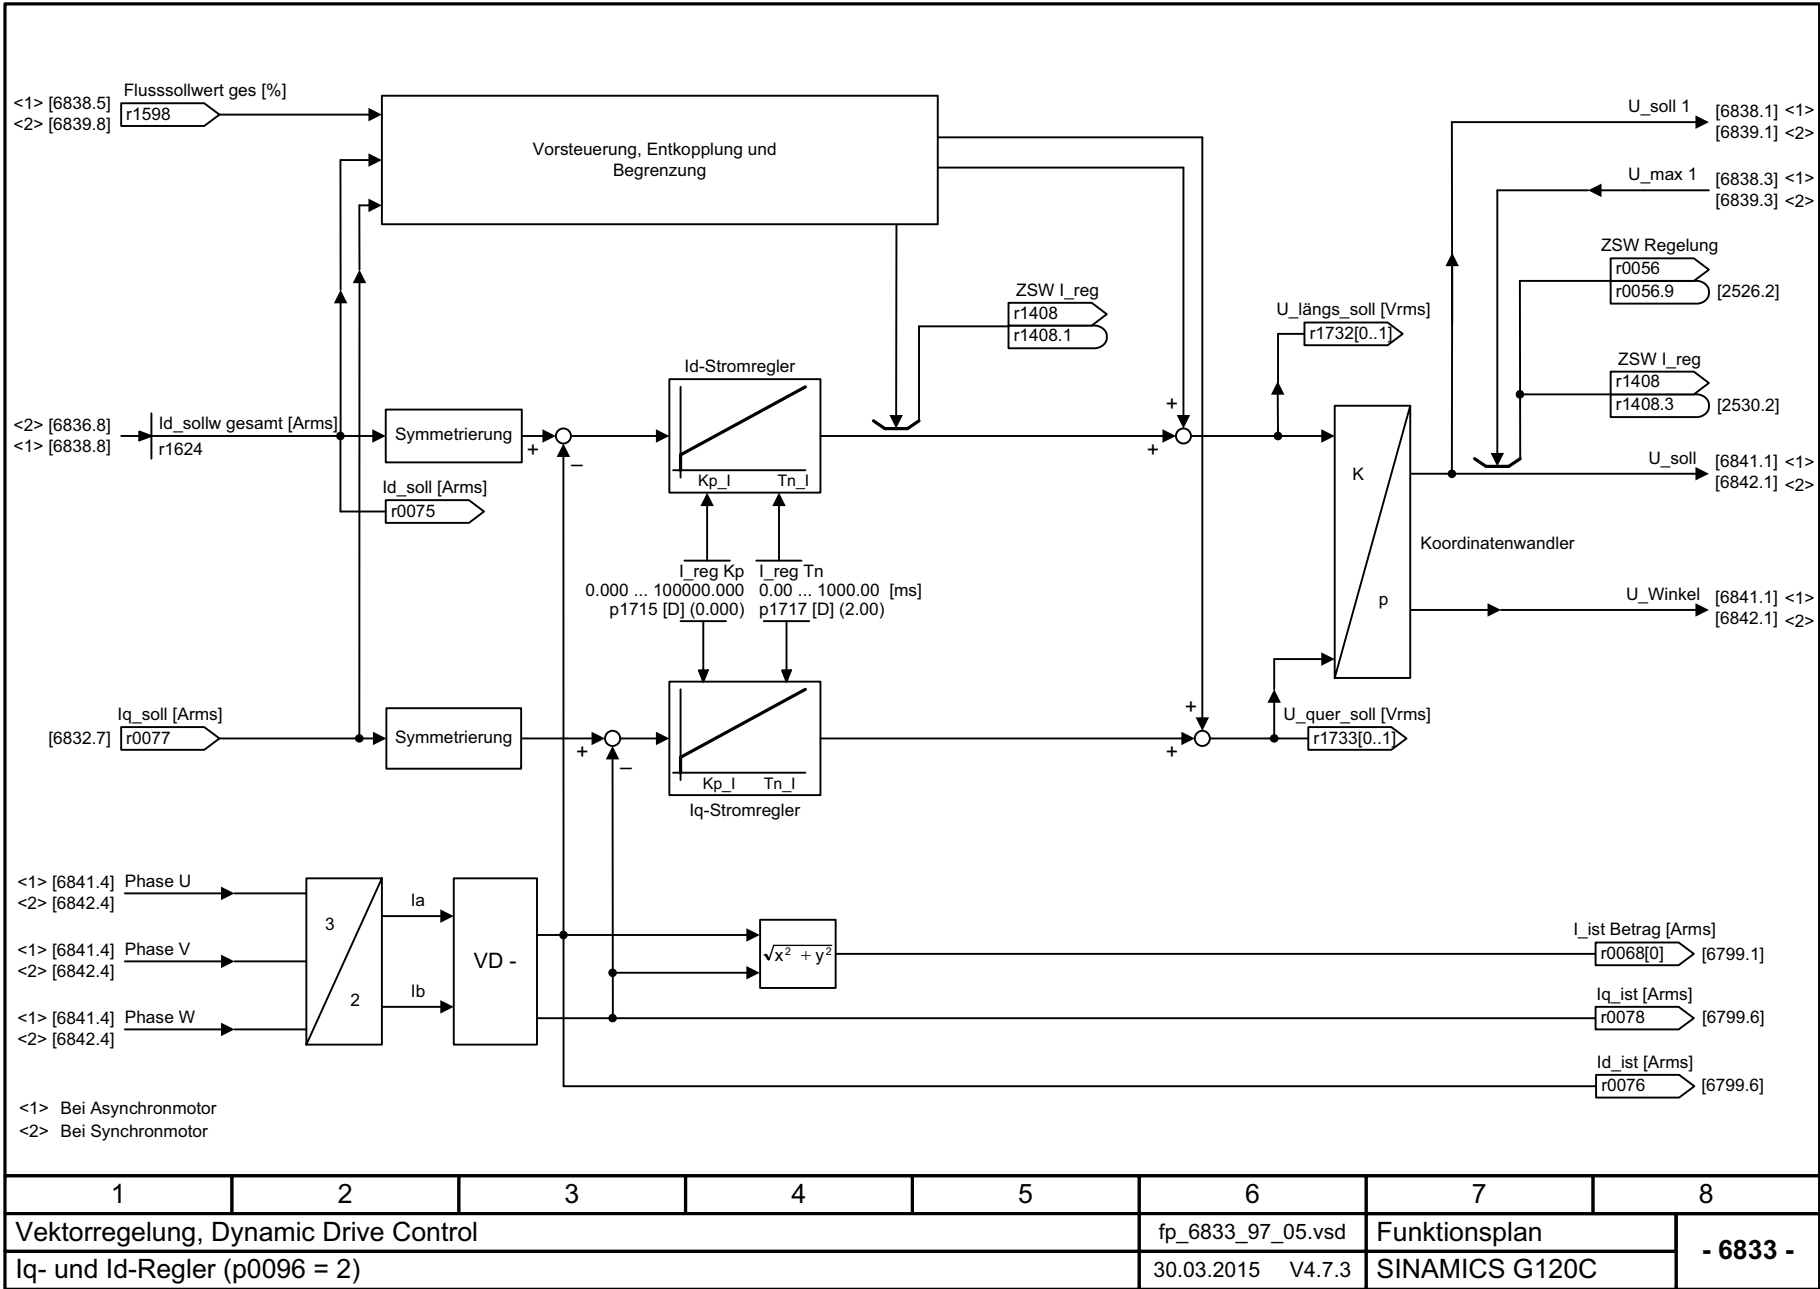 Flusssollwert ges [%]
<1> [6838.5]
<2> [6839.8]
r1598
Vorsteuerung, Entkopplung und
Begrenzung
U_soll 1
[6838.1] <1>
[6839.1] <2>
U_max 1
[6838.3] <1>
[6839.3] <2>
ZSW Regelung
r0056
r0056.9
[2526.2]
ZSW I_reg
r1408
r1408.1
U_längs_soll [Vrms]
r1732[0..1]
ZSW I_reg
r1408
r1408.3
[2530.2]
<2> [6836.8]
<1> [6838.8]
Id_sollw gesamt [Arms]
r1624
Symmetrierung
+
–
Id-Stromregler
Kp_I
Tn_I
+
+
K
p
Koordinatenwandler
U_soll
[6841.1] <1>
[6842.1] <2>
Id_soll [Arms]
r0075
I_reg Kp
0.000 ... 100000.000
p1715 [D] (0.000)
I_reg Tn
0.00 ... 1000.00 [ms]
p1717 [D] (2.00)
U_Winkel
[6841.1] <1>
[6842.1] <2>
Iq_soll [Arms]
[6832.7]
r0077
Symmetrierung
+
–
Kp_I
Tn_I
Iq-Stromregler
+
+
U_quer_soll [Vrms]
r1733[0..1]
<1> [6841.4]
<2> [6842.4]
Phase U
<1> [6841.4]
<2> [6842.4]
Phase V
<1> [6841.4]
<2> [6842.4]
Phase W
3
2
Ia
Ib
VD -
√x² + y²
I_ist Betrag [Arms]
r0068[0]
[6799.1]
Iq_ist [Arms]
r0078
[6799.6]
Id_ist [Arms]
r0076
[6799.6]
<1> Bei Asynchronmotor
<2> Bei Synchronmotor
1 2 3 4 5 6 7 8
Vektorregelung, Dynamic Drive Control
fp_6833_97_05.vsd
Funktionsplan
- 6833 -
Iq- und Id-Regler (p0096 = 2)
30.03.2015 V4.7.3
SINAMICS G120C